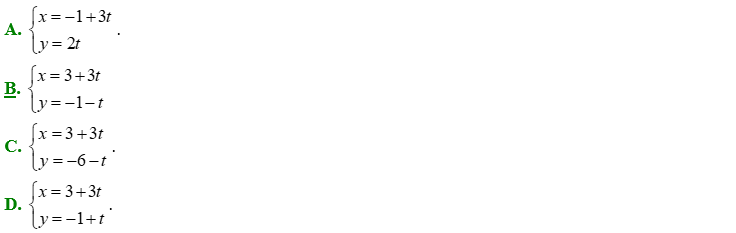 A. { x = −1+3t
y = 2t .
B. { x = 3+3t
y = −1−t
C. { x = 3+3t
y = −6−t .
D. { x = 3+3t
y = −1+t .